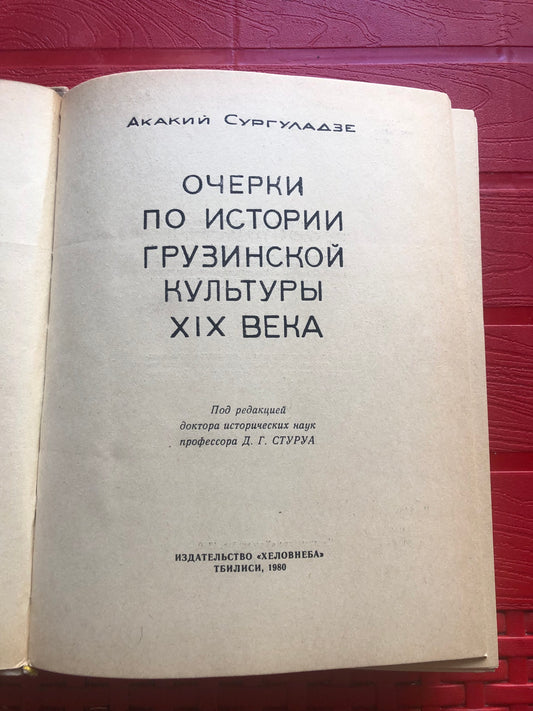 Акакий Сургуладзе
ОЧЕРКИ
ПО ИСТОРИИ
ГРУЗИНСКОЙ
КУЛЬТУРЫ
XIX ВЕКА
Под редакцией
доктора исторических наук
профессора Д. Г. СТУРУА
ИЗДАТЕЛЬСТВО «ХЕЛОВНЕБА»
ТБИЛИСИ, 1980